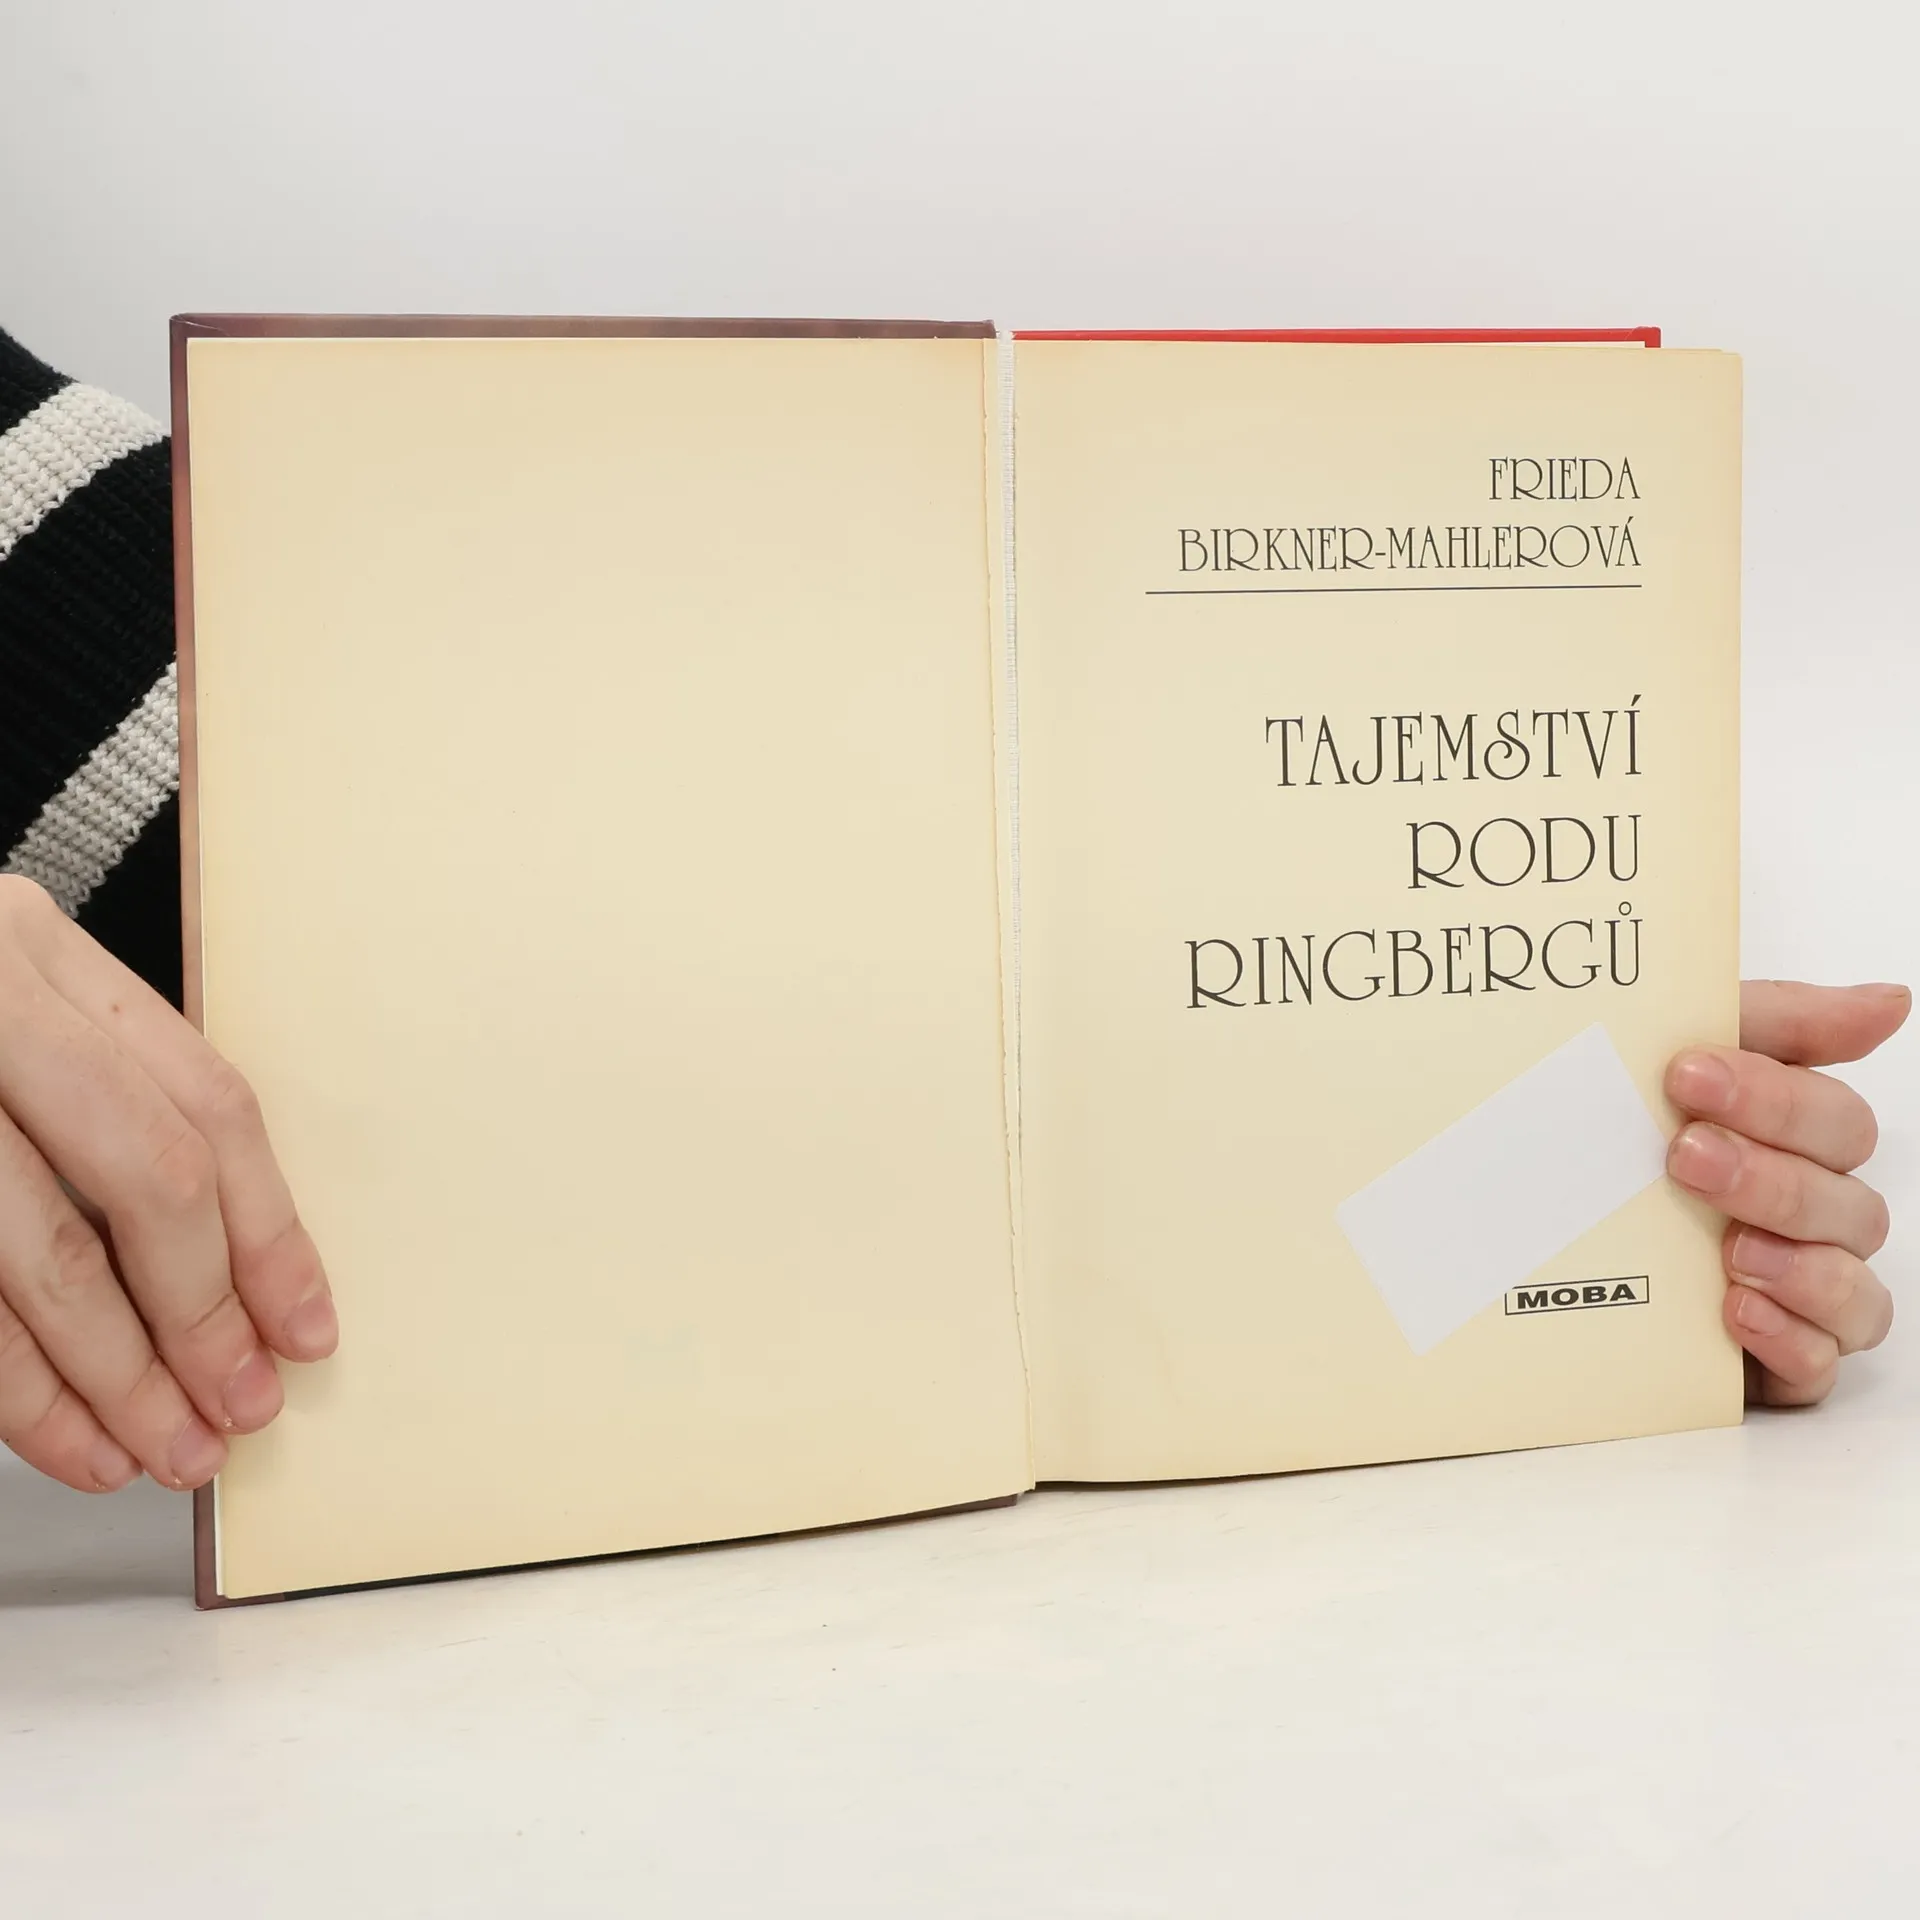 FRIEDA
BIRKNER-MAHLEROVÁ
TAJEMSTVÍ
RODU
RINGBERGŮ
MOBA